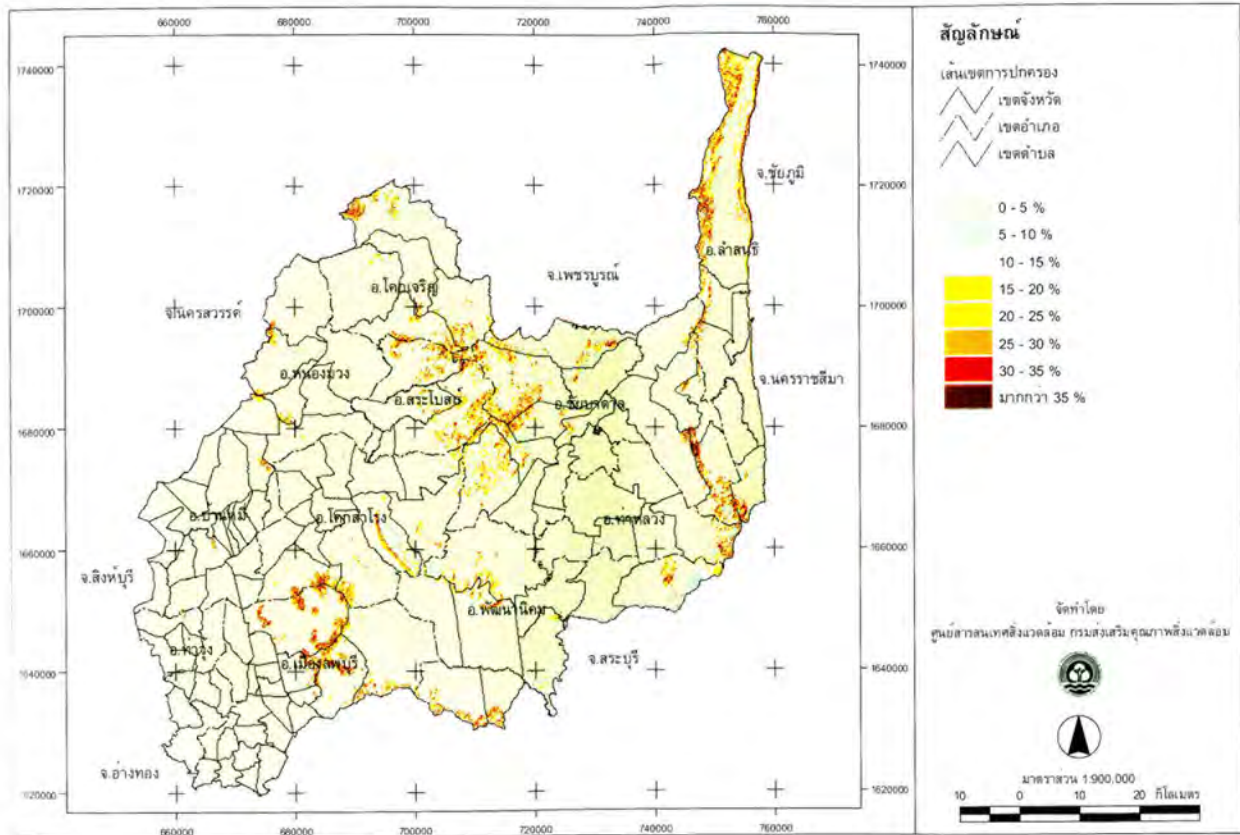 660000 680000 700000 720000 740000 760000
1740000 1740000
1720000 1720000
1700000 1700000
1680000 1680000
1660000 1660000
1640000 1640000
1620000 1620000
660000 680000 700000 720000 740000 760000
จ.ชัยภูมิ
อ.ลำสนธิ
จ.เพชรบูรณ์
อ.โคกเจริญ
จ.นครสวรรค์
อ.หนองม่วง
จ.นครราชสีมา
อ.สระโบสถ์
อ.ชัยบาดาล
อ.บ้านหมี่
อ.โคกสำโรง
อ.ท่าหลวง
จ.สิงห์บุรี
อ.พัฒนานิคม
อ.ท่าวุ้ง
อ.เมืองลพบุรี
จ.สระบุรี
จ.อ่างทอง
สัญลักษณ์
เส้นเขตการปกครอง
เขตจังหวัด
เขตอำเภอ
เขตตำบล
0 - 5 %
5 - 10 %
10 - 15 %
15 - 20 %
20 - 25 %
25 - 30 %
30 - 35 %
มากกว่า 35 %
จัดทำโดย
ศูนย์สารสนเทศสิ่งแวดล้อม กรมส่งเสริมคุณภาพสิ่งแวดล้อม
มาตราส่วน 1:900,000
10 0 10 20 กิโลเมตร